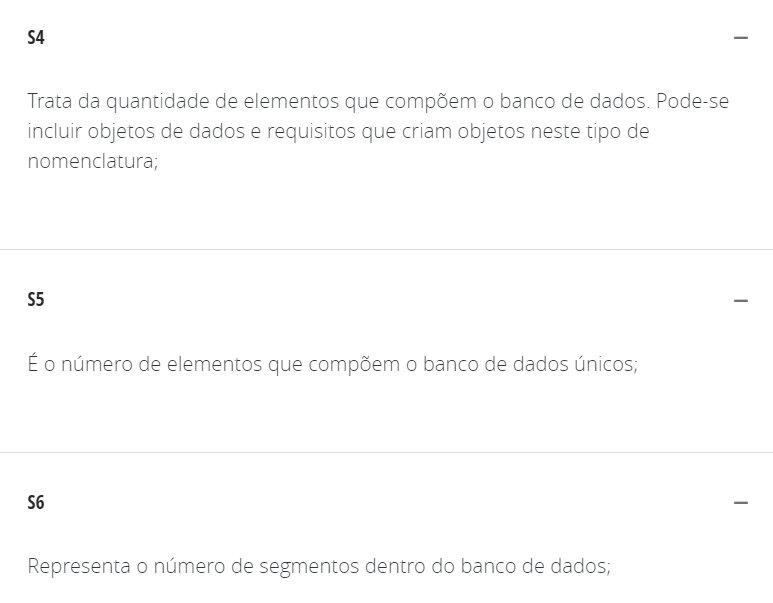 S4
Trata da quantidade de elementos que compõem o banco de dados. Pode-se
incluir objetos de dados e requisitos que criam objetos neste tipo de
nomenclatura;
S5
É o número de elementos que compõem o banco de dados únicos;
S6
Representa o número de segmentos dentro do banco de dados;